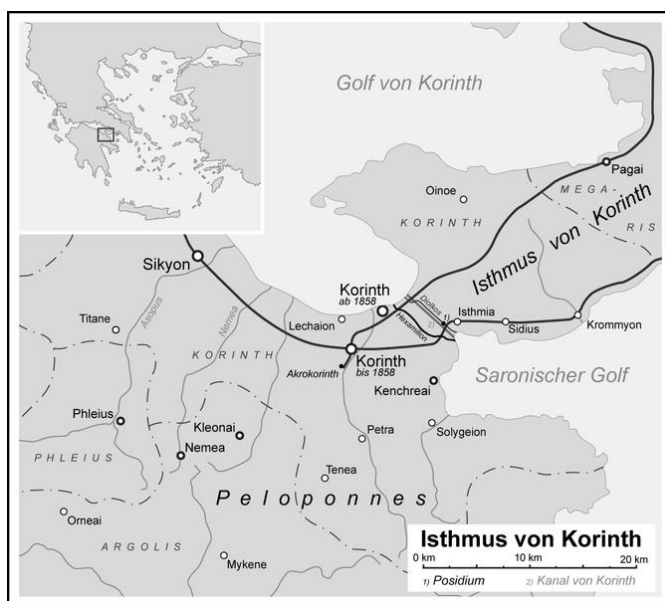 Golf von Korinth
Pagai
Oinoe
MEGA-
RIS
KORINTH
Isthmus von Korinth
Sikyon
Asopus
Nemea
Korinth
ab 1858
Diolkos
1)
2)
Hexamilion
Isthmia
Sidius
Krommyon
Titane
Lechaion
KORINTH
Korinth
bis 1858
Akrokorinth
Saronischer Golf
Kenchreai
Phleius
Kleonai
Nemea
Petra
Solygeion
PHLEIUS
Tenea
Peloponnes
Orneai
ARGOLIS
Mykene
Isthmus von Korinth
0 km 10 km 20 km
1) Posidium 2) Kanal von Korinth